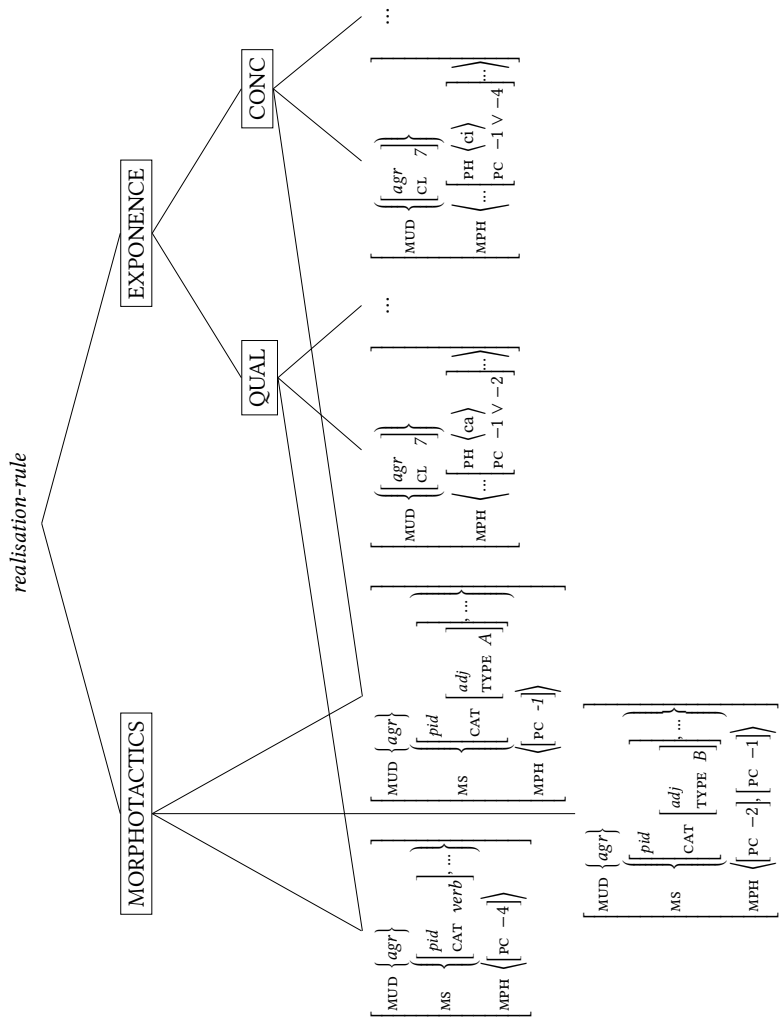 realisation-rule
MORPHOTACTICS
EXPONENCE
QUAL
CONC
MUD {agr}
MS {[pid CAT verb], ...}
MPH ⟨[PC −4]⟩
MUD {agr}
MS {[pid CAT [adj TYPE A]], ...}
MPH ⟨[PC -1]⟩
MUD {[agr CL 7]}
MPH ⟨... [PH ⟨ca⟩ PC −1 ∨ −2] ...⟩
...
MUD {[agr CL 7]}
MPH ⟨... [PH ⟨ci⟩ PC −1 ∨ −4] ...⟩
...
MUD {agr}
MS {[pid CAT [adj TYPE B]], ...}
MPH ⟨[PC −2], [PC −1]⟩